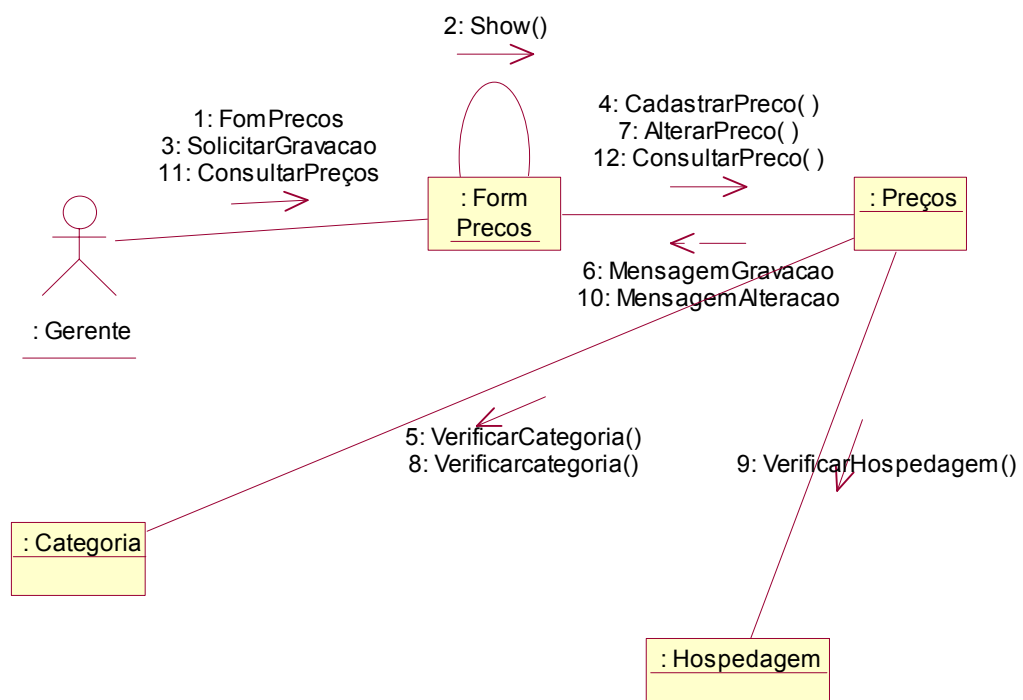 2: Show()
1: FomPrecos
3: SolicitarGravacao
11: ConsultarPreços
4: CadastrarPreco( )
7: AlterarPreco( )
12: ConsultarPreco( )
: Form
Precos
: Preços
6: MensagemGravacao
10: MensagemAlteracao
: Gerente
5: VerificarCategoria()
8: Verificarcategoria()
9: VerificarHospedagem()
: Categoria
: Hospedagem